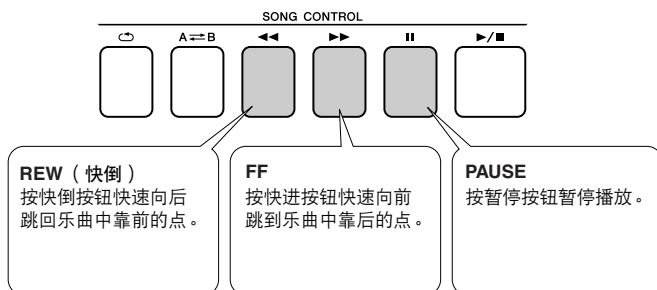 SONG CONTROL
A⇄B ◀◀ ▶▶ ▶/■
REW（快倒）
按快倒按钮快速向后
跳回乐曲中靠前的点。
FF
按快进按钮快速向前
跳到乐曲中靠后的点。
PAUSE
按暂停按钮暂停播放。